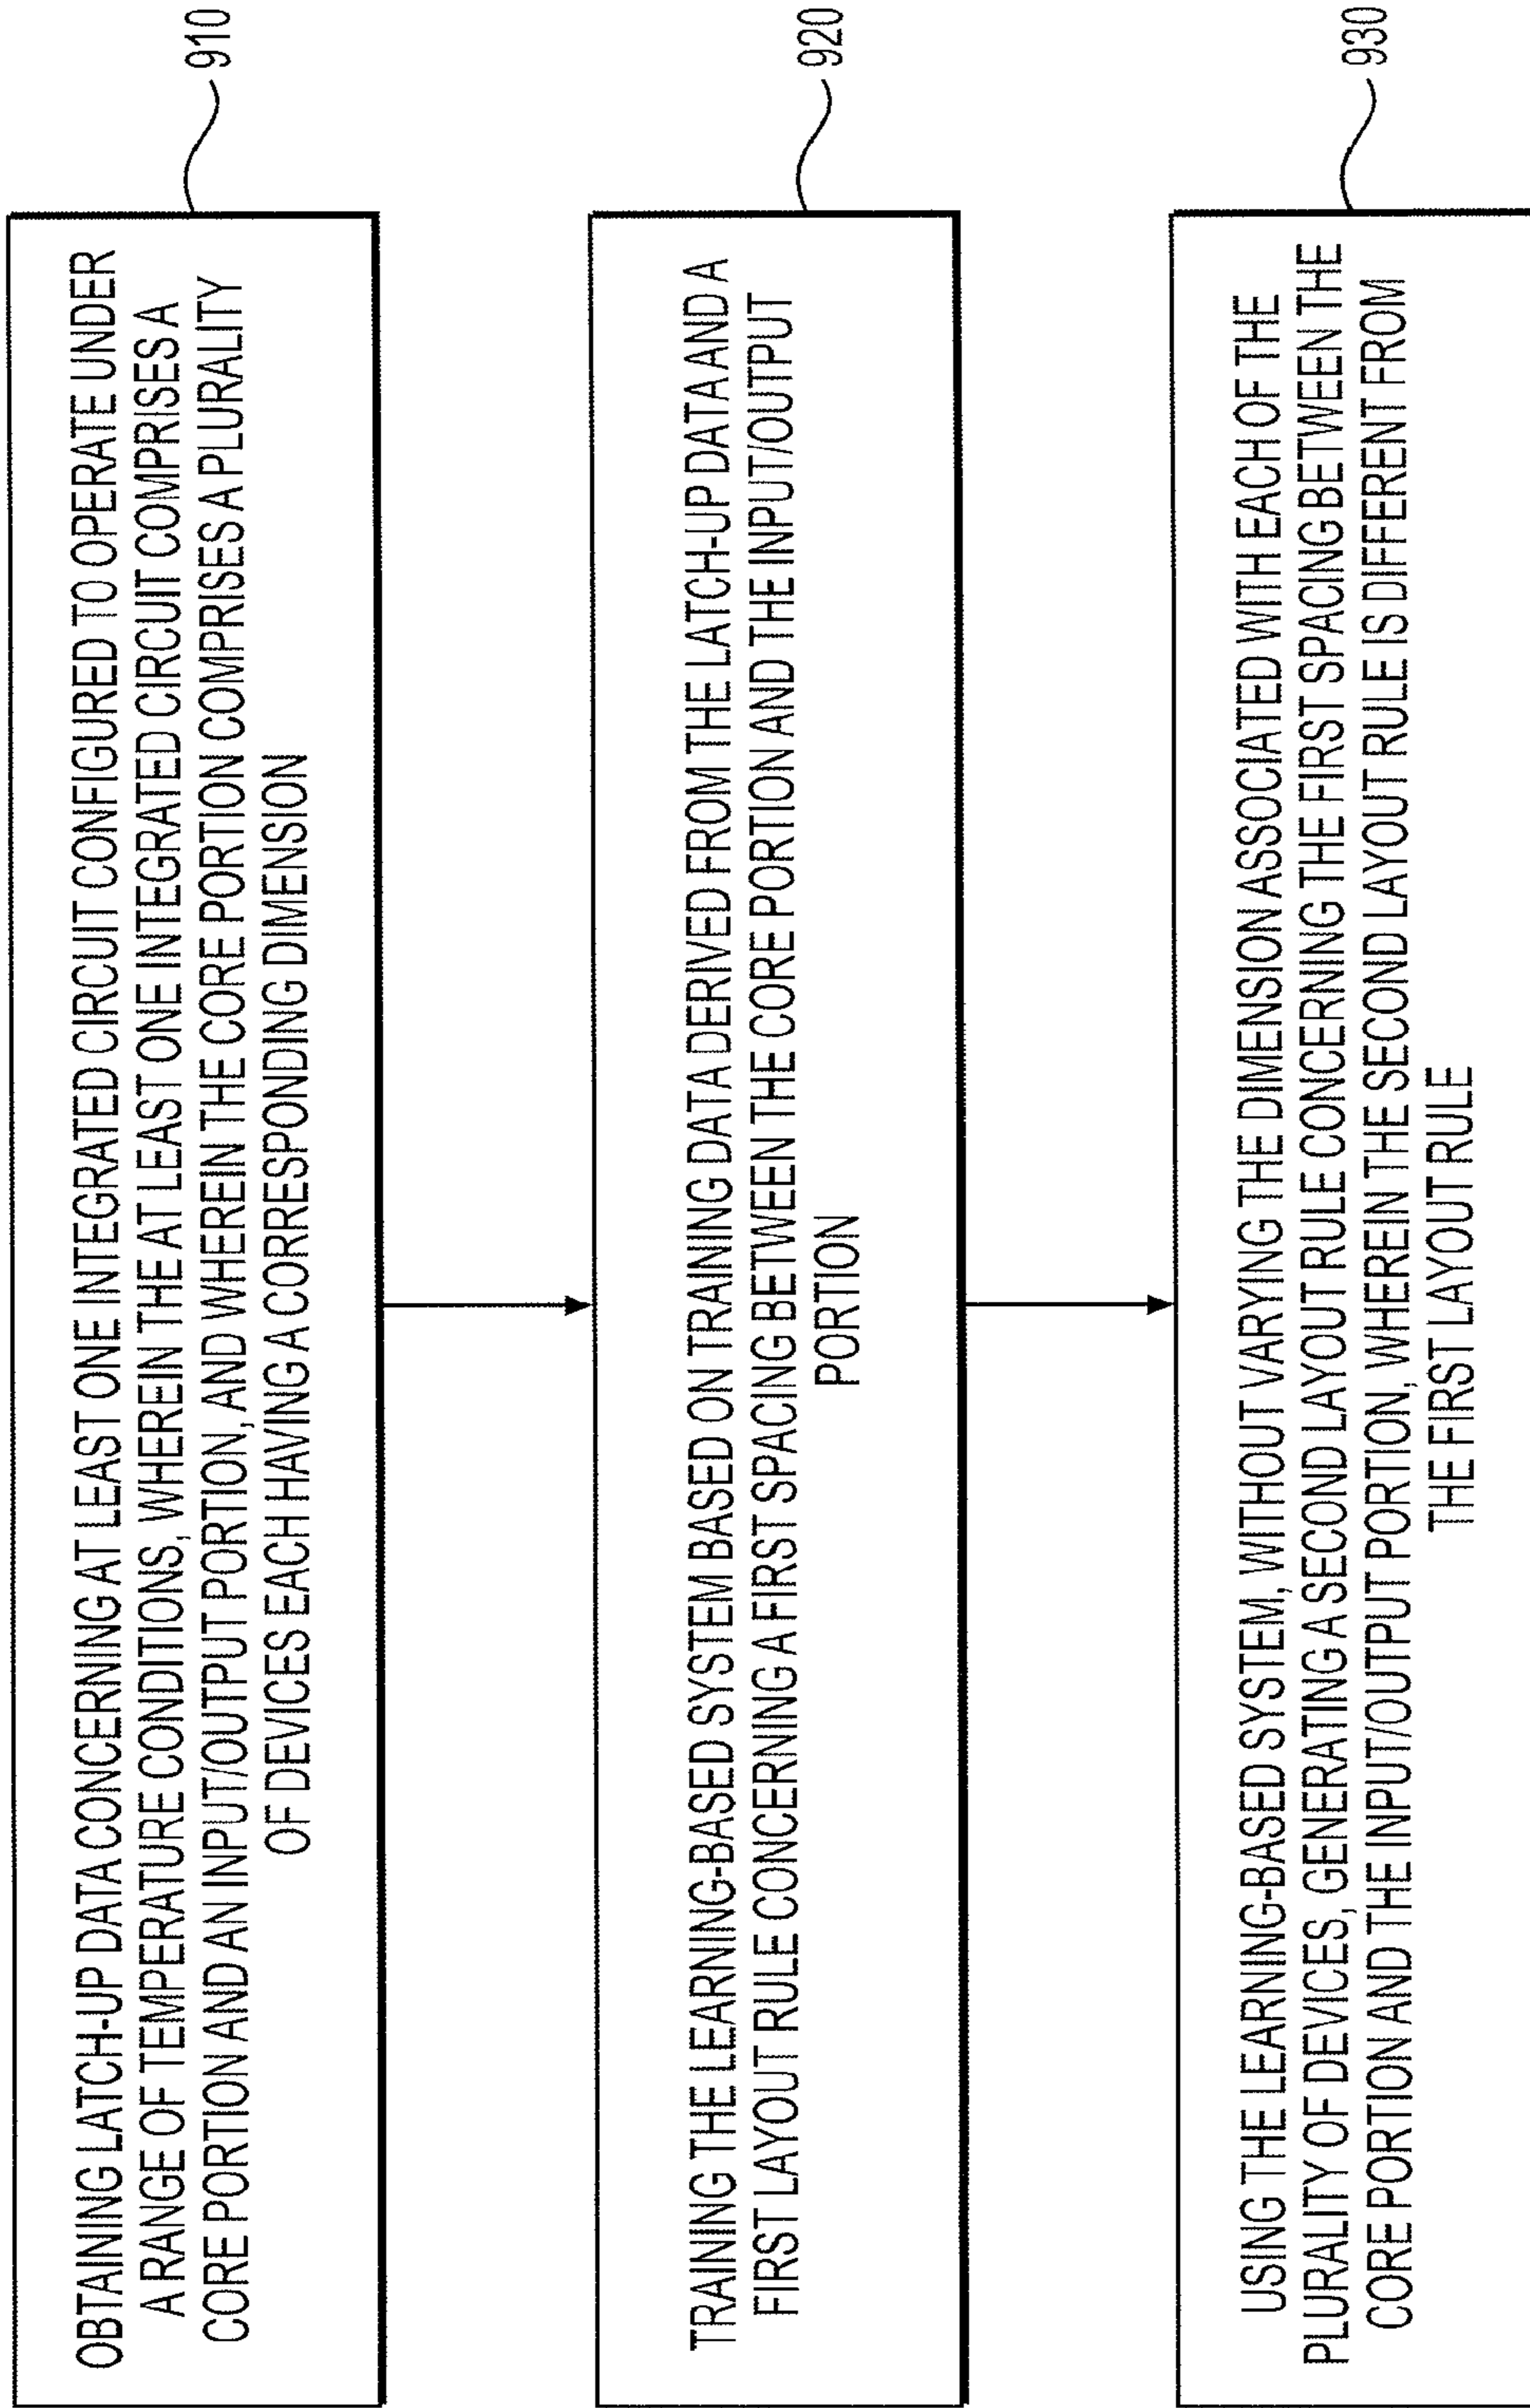 OBTAINING LATCH-UP DATA CONCERNING AT LEAST ONE INTEGRATED CIRCUIT CONFIGURED TO OPERATE UNDER
A RANGE OF TEMPERATURE CONDITIONS, WHEREIN THE AT LEAST ONE INTEGRATED CIRCUIT COMPRISES A
CORE PORTION AND AN INPUT/OUTPUT PORTION, AND WHEREIN THE CORE PORTION COMPRISES A PLURALITY
OF DEVICES EACH HAVING A CORRESPONDING DIMENSION
910
TRAINING THE LEARNING-BASED SYSTEM BASED ON TRAINING DATA DERIVED FROM THE LATCH-UP DATA AND A
FIRST LAYOUT RULE CONCERNING A FIRST SPACING BETWEEN THE CORE PORTION AND THE INPUT/OUTPUT
PORTION
920
USING THE LEARNING-BASED SYSTEM, WITHOUT VARYING THE DIMENSION ASSOCIATED WITH EACH OF THE
PLURALITY OF DEVICES, GENERATING A SECOND LAYOUT RULE CONCERNING THE FIRST SPACING BETWEEN THE
CORE PORTION AND THE INPUT/OUTPUT PORTION, WHEREIN THE SECOND LAYOUT RULE IS DIFFERENT FROM
THE FIRST LAYOUT RULE
930